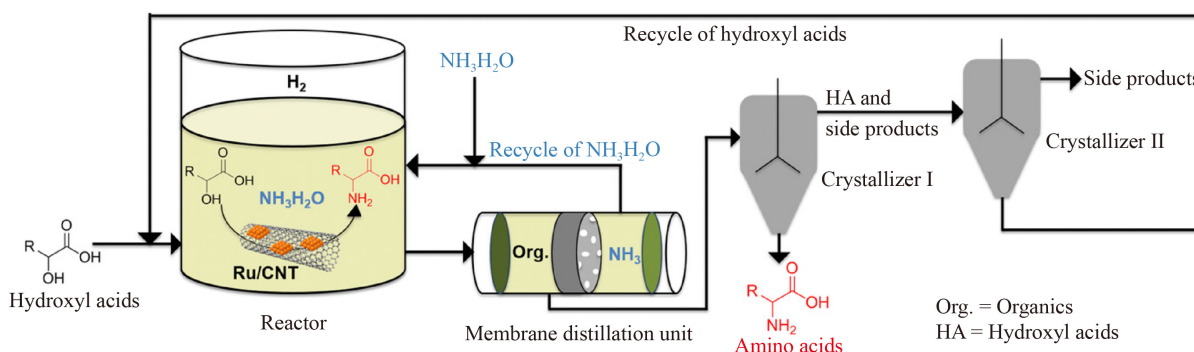 Recycle of hydroxyl acids
NH3H2O
H2
HA and
side products
Side products
Crystallizer II
Recycle of NH3H2O
Crystallizer I
R
O
OH
OH
NH3H2O
R
O
OH
NH2
Ru/CNT
R
O
OH
OH
Hydroxyl acids
Reactor
Org.
NH3
Membrane distillation unit
R
O
OH
NH2
Amino acids
Org. = Organics
HA = Hydroxyl acids